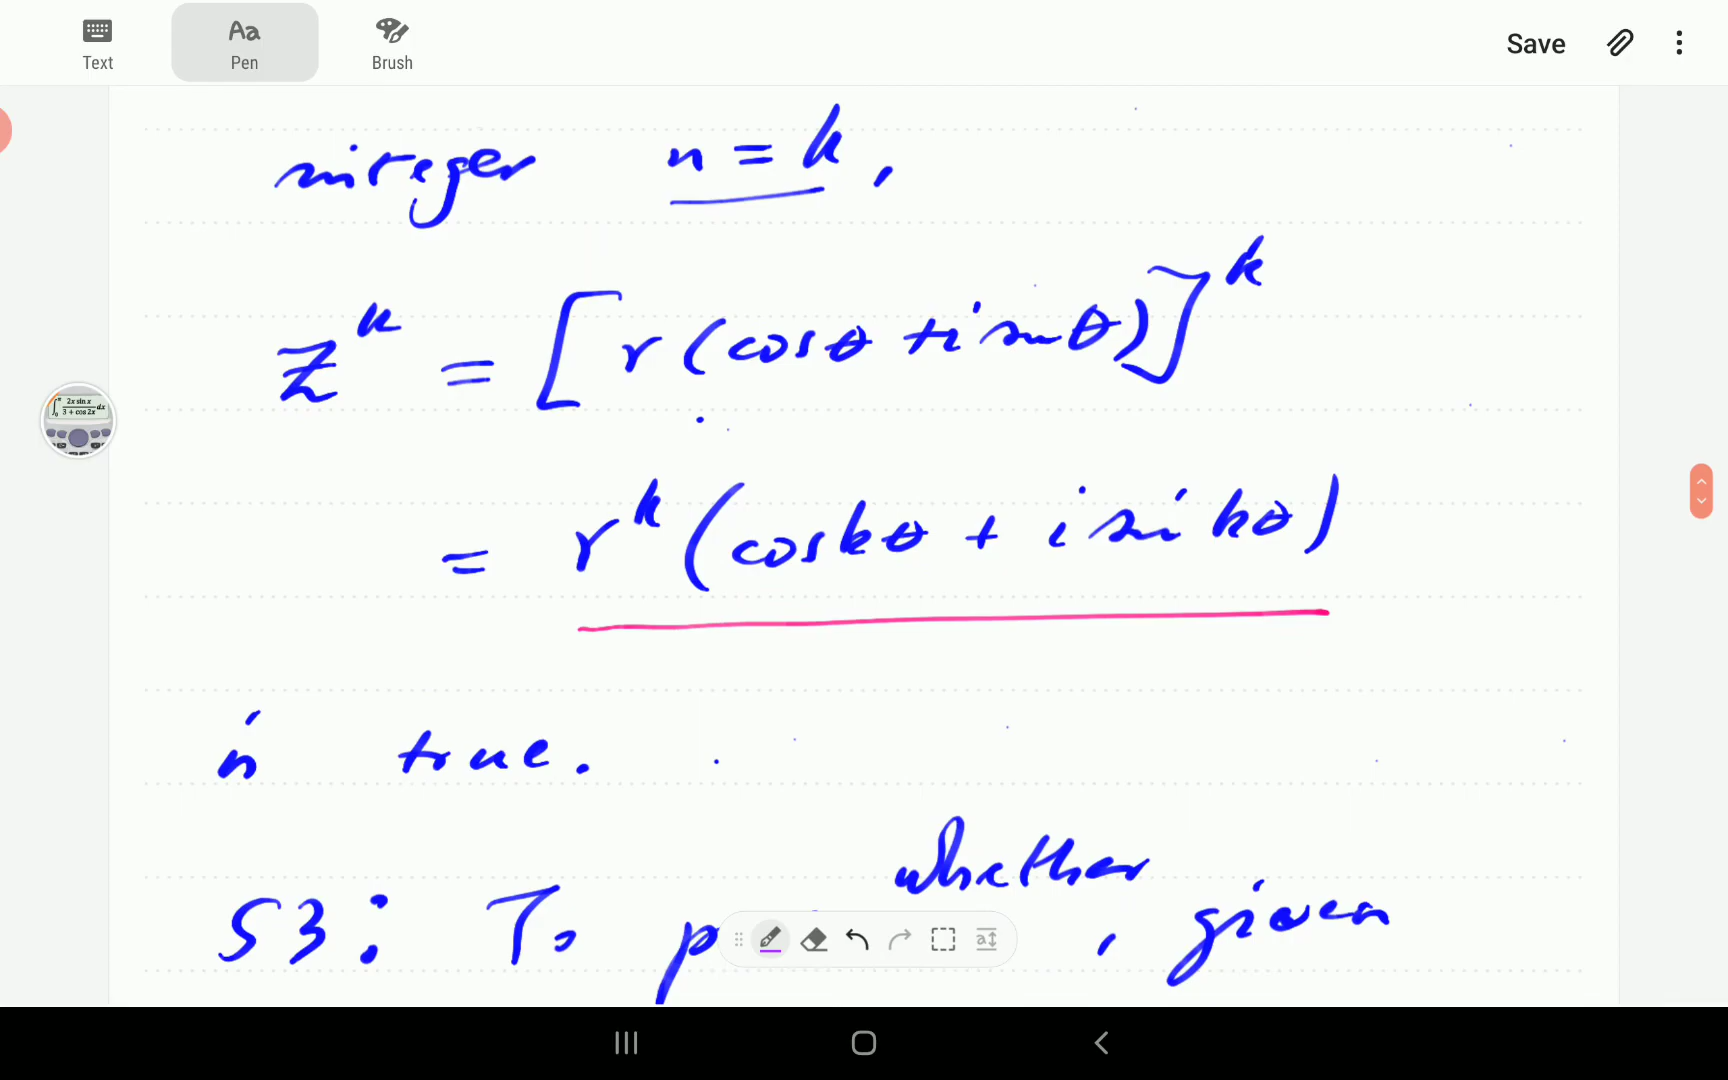 Text Pen Brush Save
integer n = k,
z^k = [r(cosθ + i sinθ)]^k
= r^k (cos kθ + i sin kθ)
is true.
whether
S3: To p , given